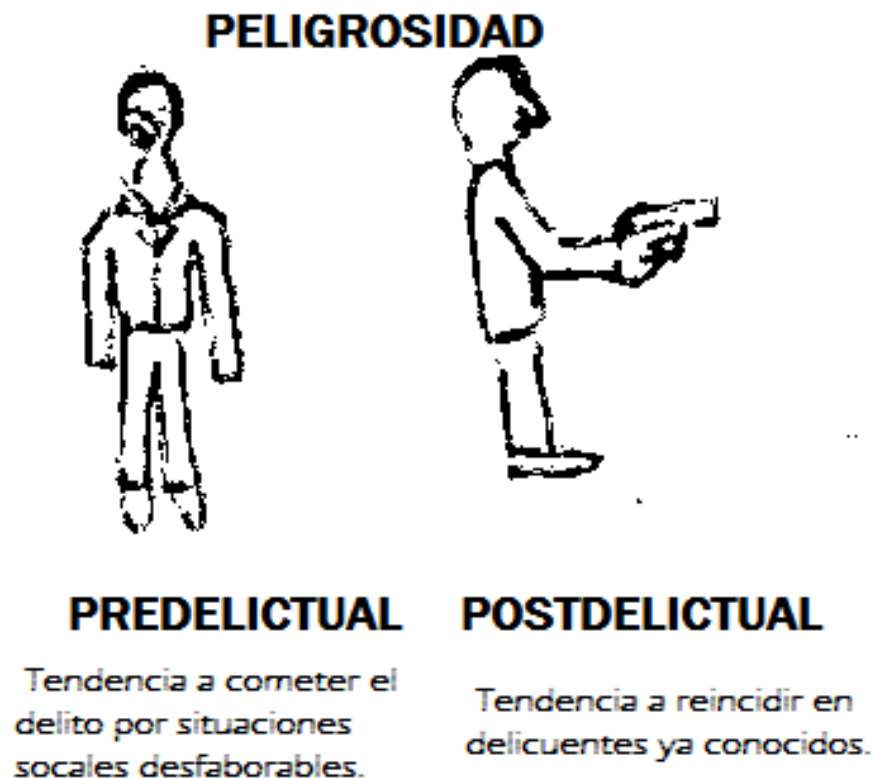 PELIGROSIDAD
PREDELICTUAL
Tendencia a cometer el
delito por situaciones
socales desfaborables.
POSTDELICTUAL
Tendencia a reincidir en
delicuentes ya conocidos.